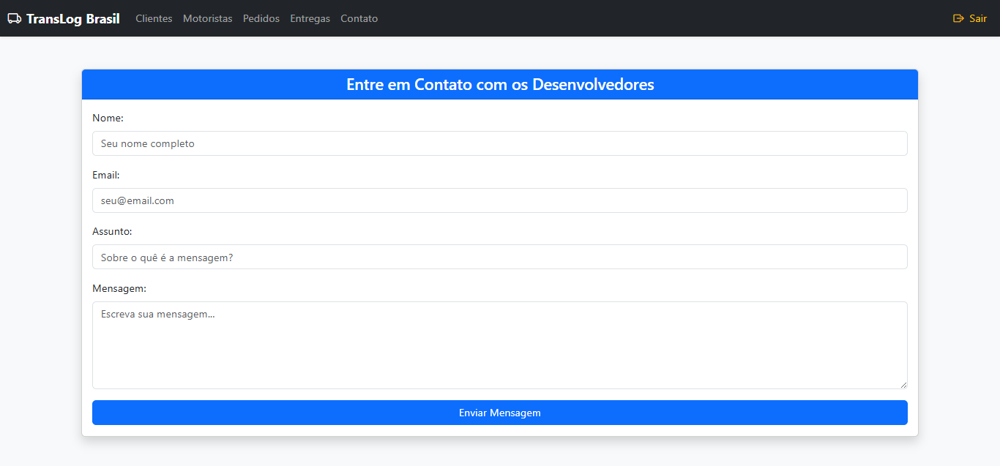 TransLog Brasil Clientes Motoristas Pedidos Entregas Contato Sair
Entre em Contato com os Desenvolvedores
Nome:
Seu nome completo
Email:
seu@email.com
Assunto:
Sobre o quê é a mensagem?
Mensagem:
Escreva sua mensagem...
Enviar Mensagem